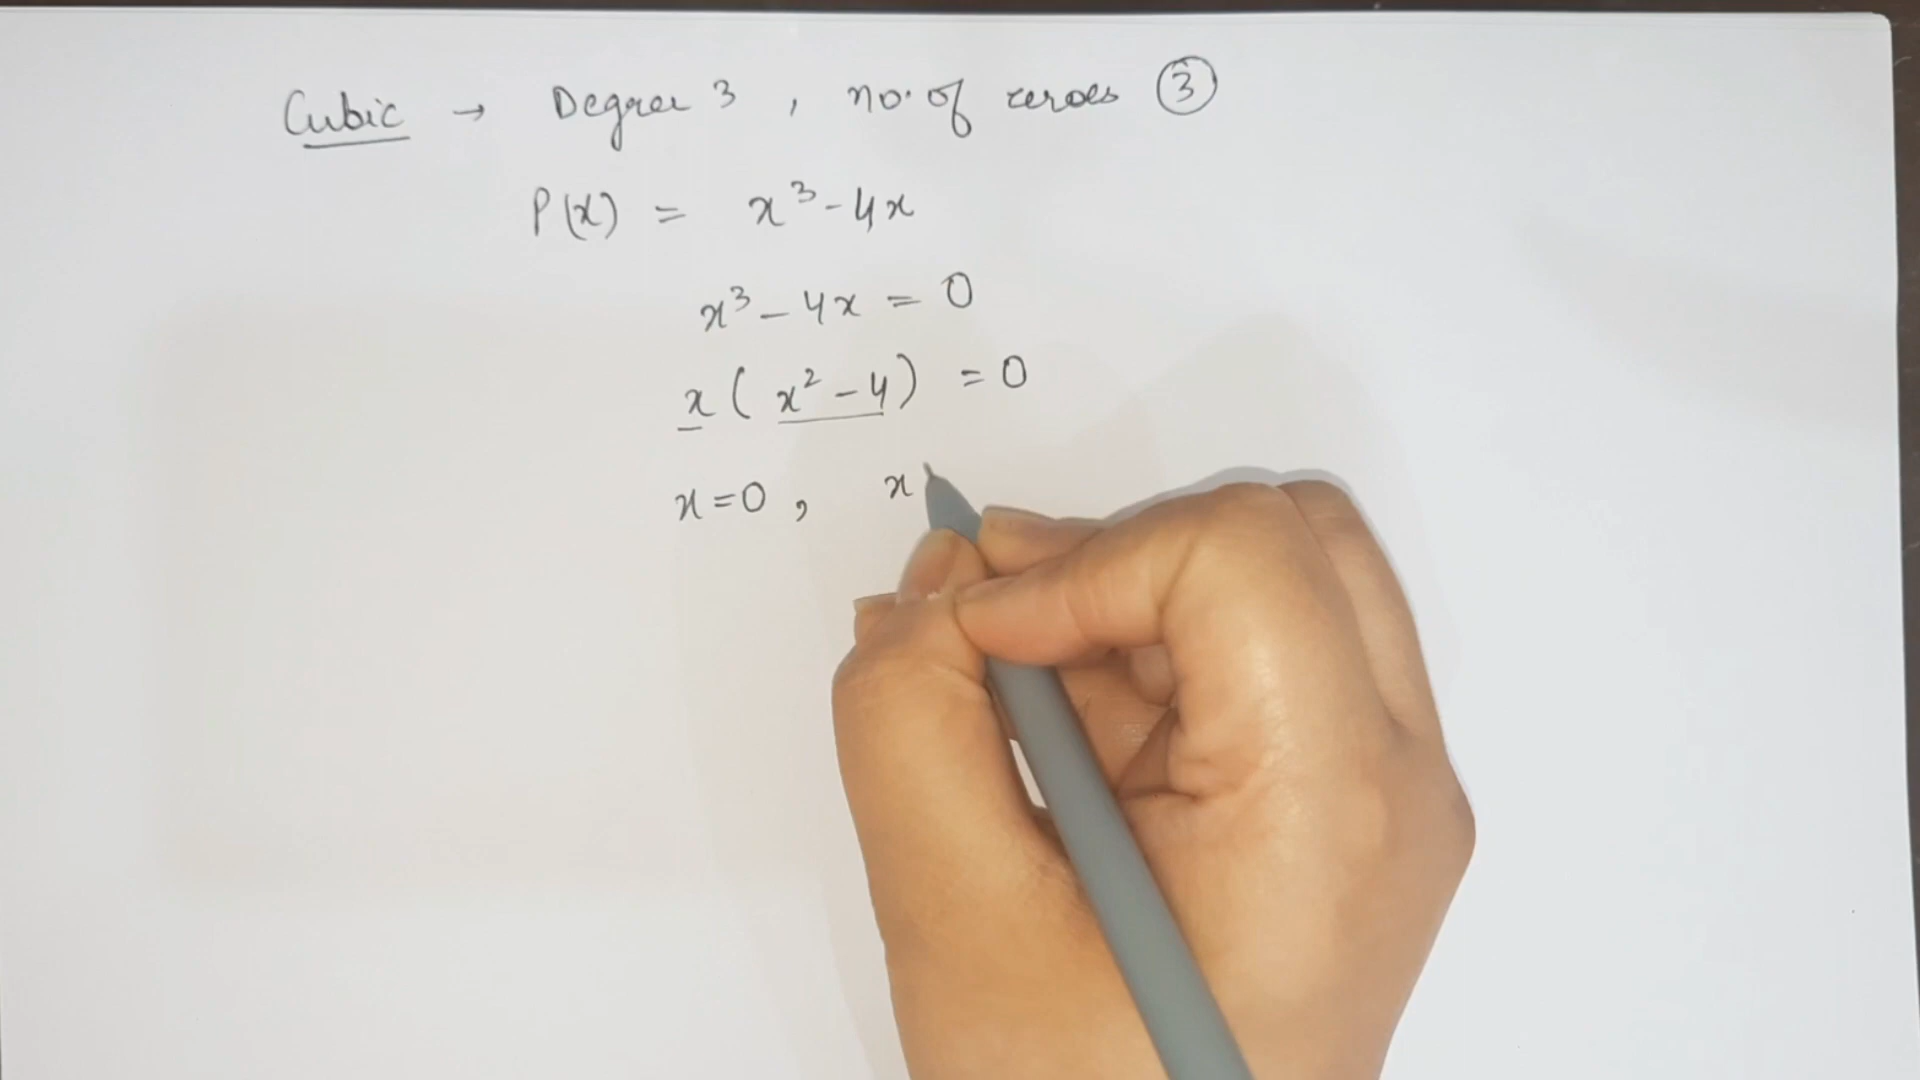 Cubic → Degree 3 , no. of zeroes ③
P(x) = x³ - 4x
x³ - 4x = 0
x ( x² - 4 ) = 0
x = 0 , x